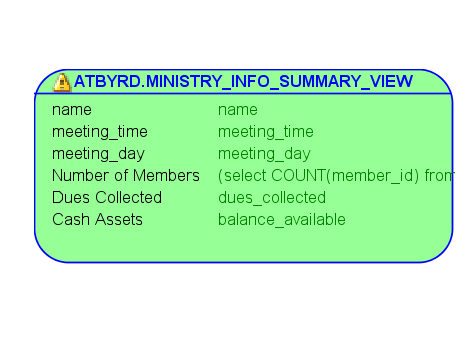 ATBYRD.MINISTRY_INFO_SUMMARY_VIEW
name name
meeting_time meeting_time
meeting_day meeting_day
Number of Members (select COUNT(member_id) from
Dues Collected dues_collected
Cash Assets balance_available